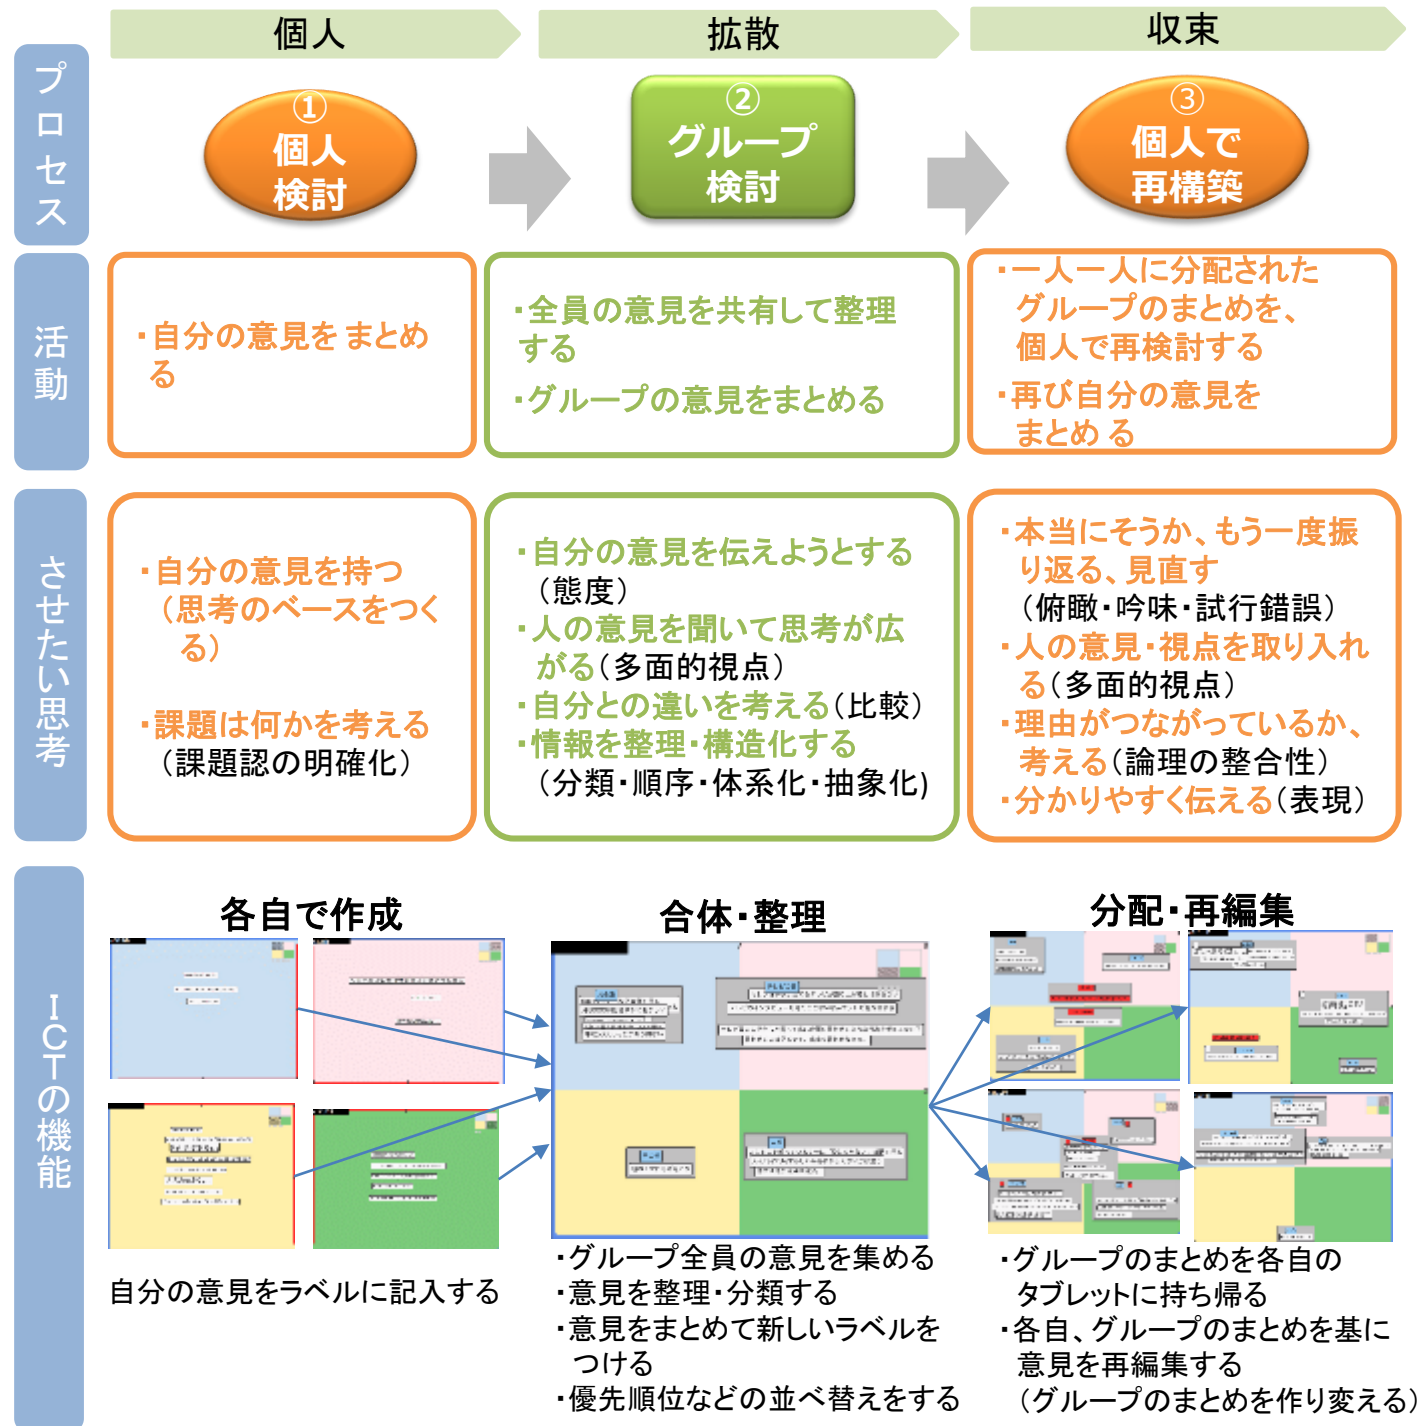 個人
拡散
収束
プロセス
①
個人
検討
②
グループ
検討
③
個人で
再構築
活動
・自分の意見を まとめ
る
・全員の意見を共有して整理
する
・グループの意見をまとめる
・一人一人に分配された
グループのまとめを、
個人で再検討する
・再び自分の意見を
まとめ る
させたい思考
・自分の意見を持つ
（思考のベースをつく
る）
・課題は何かを考える
（課題認の明確化）
・自分の意見を伝えようとする
（態度）
・人の意見を聞いて思考が広
がる（多面的視点）
・自分との違いを考える（比較）
・情報を整理・構造化する
（分類・順序・体系化・抽象化)
・本当にそうか、もう一度振
り返る、見直す
（俯瞰・吟味・試行錯誤）
・人の意見・視点を取り入れ
る（多面的視点）
・理由がつながっているか、
考える（論理の整合性）
・分かりやすく伝える（表現）
ICTの機能
各自で作成
合体・整理
分配・再編集
自分の意見をラベルに記入する
・グループ全員の意見を集める
・意見を整理・分類する
・意見をまとめて新しいラベルを
つける
・優先順位などの並べ替えをする
・グループのまとめを各自の
タブレットに持ち帰る
・各自、グループのまとめを基に
意見を再編集する
（グループのまとめを作り変える）